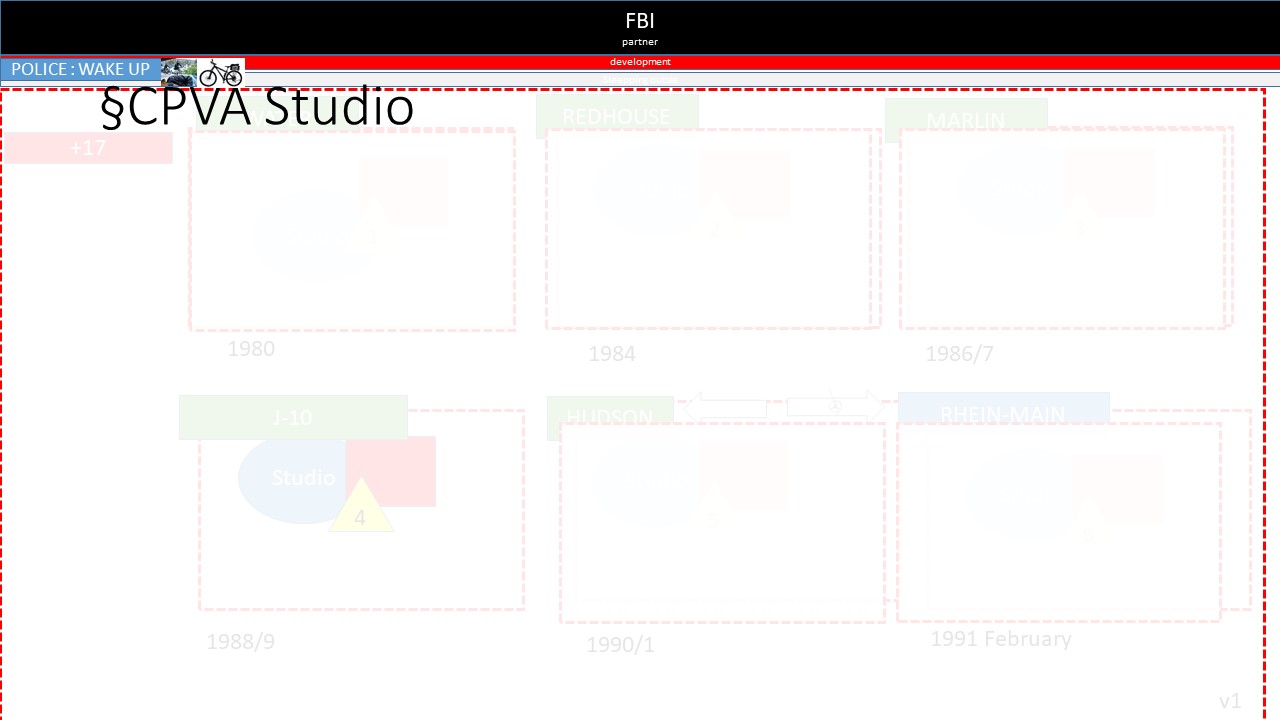 FBI
partner
development
POLICE : WAKE UP
§CPVA Studio
REDHOUSE
MARLIN
+17
1980
1984
1986/7
J-10
HUDSON
RHEIN-MAIN
Studio
4
1988/9
1990/1
1991 February
v1